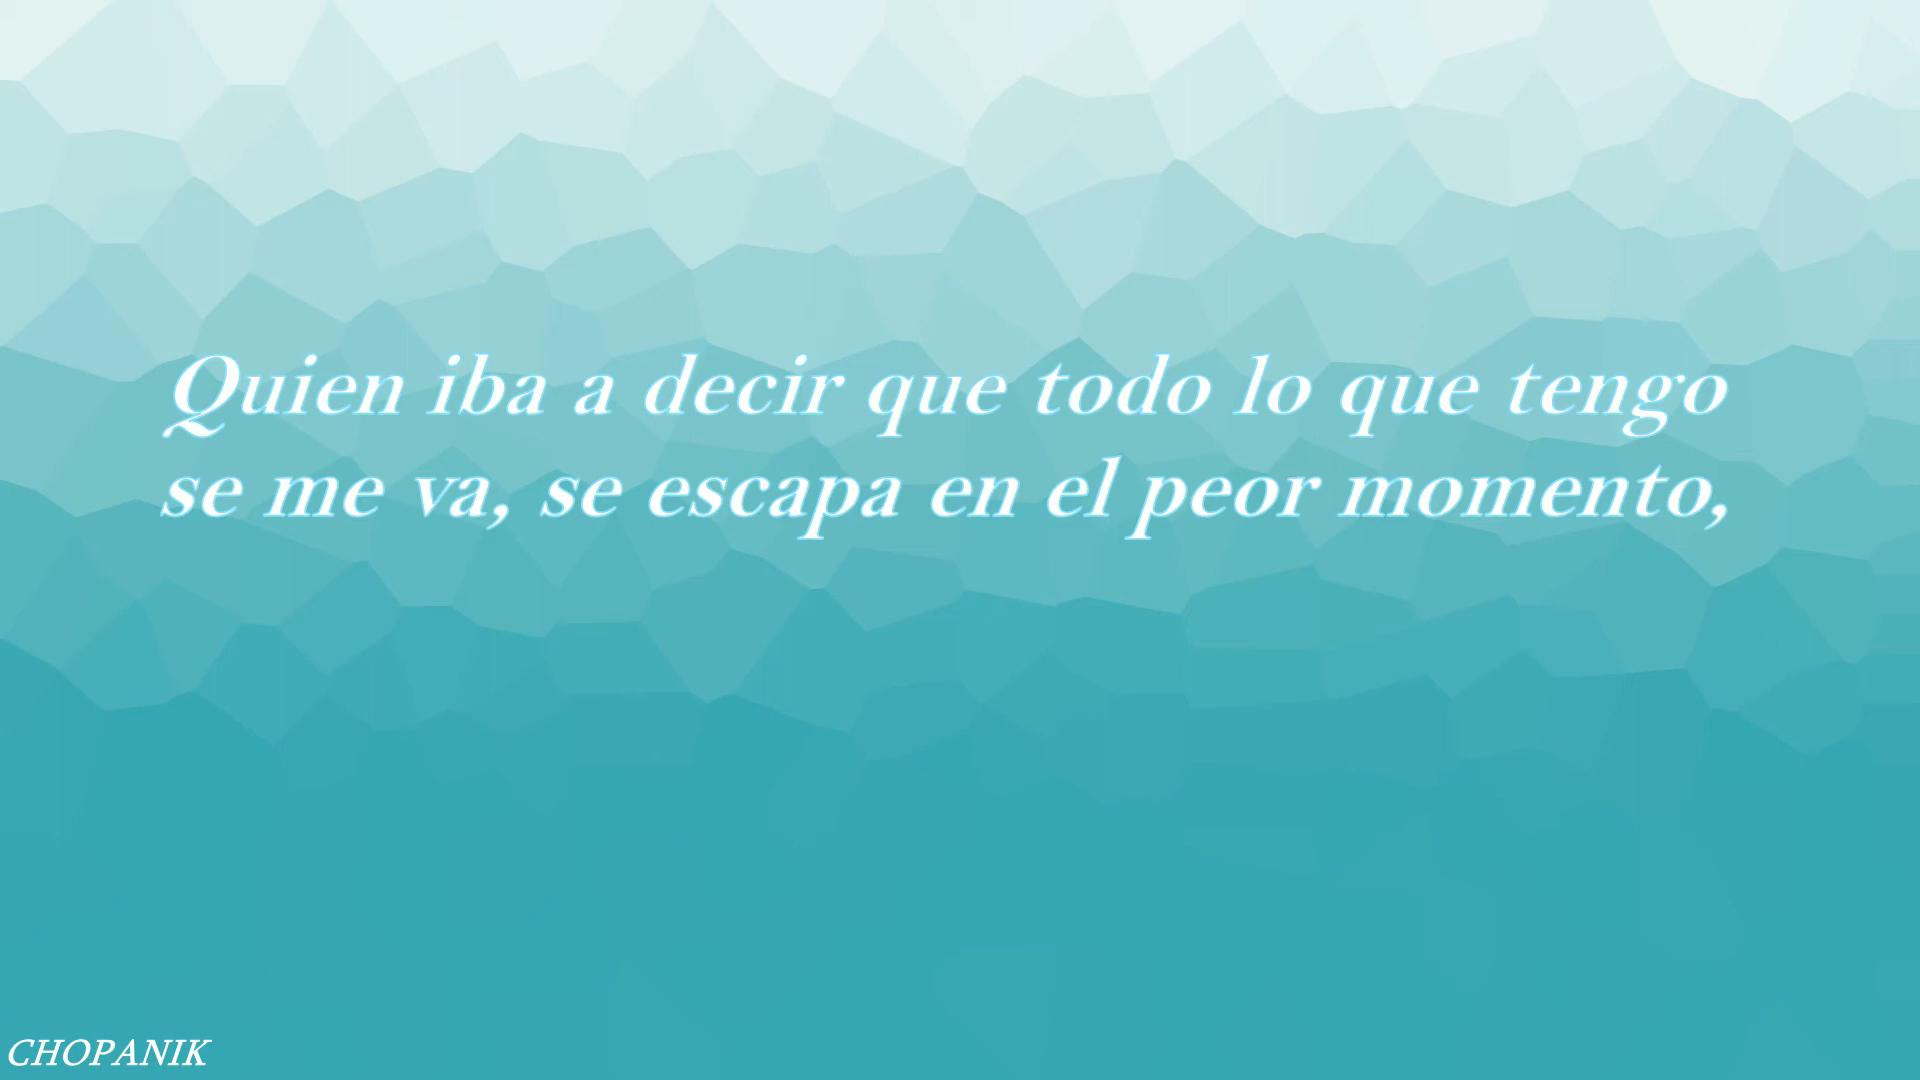 Quien iba a decir que todo lo que tengo
se me va, se escapa en el peor momento,
CHOPANIK